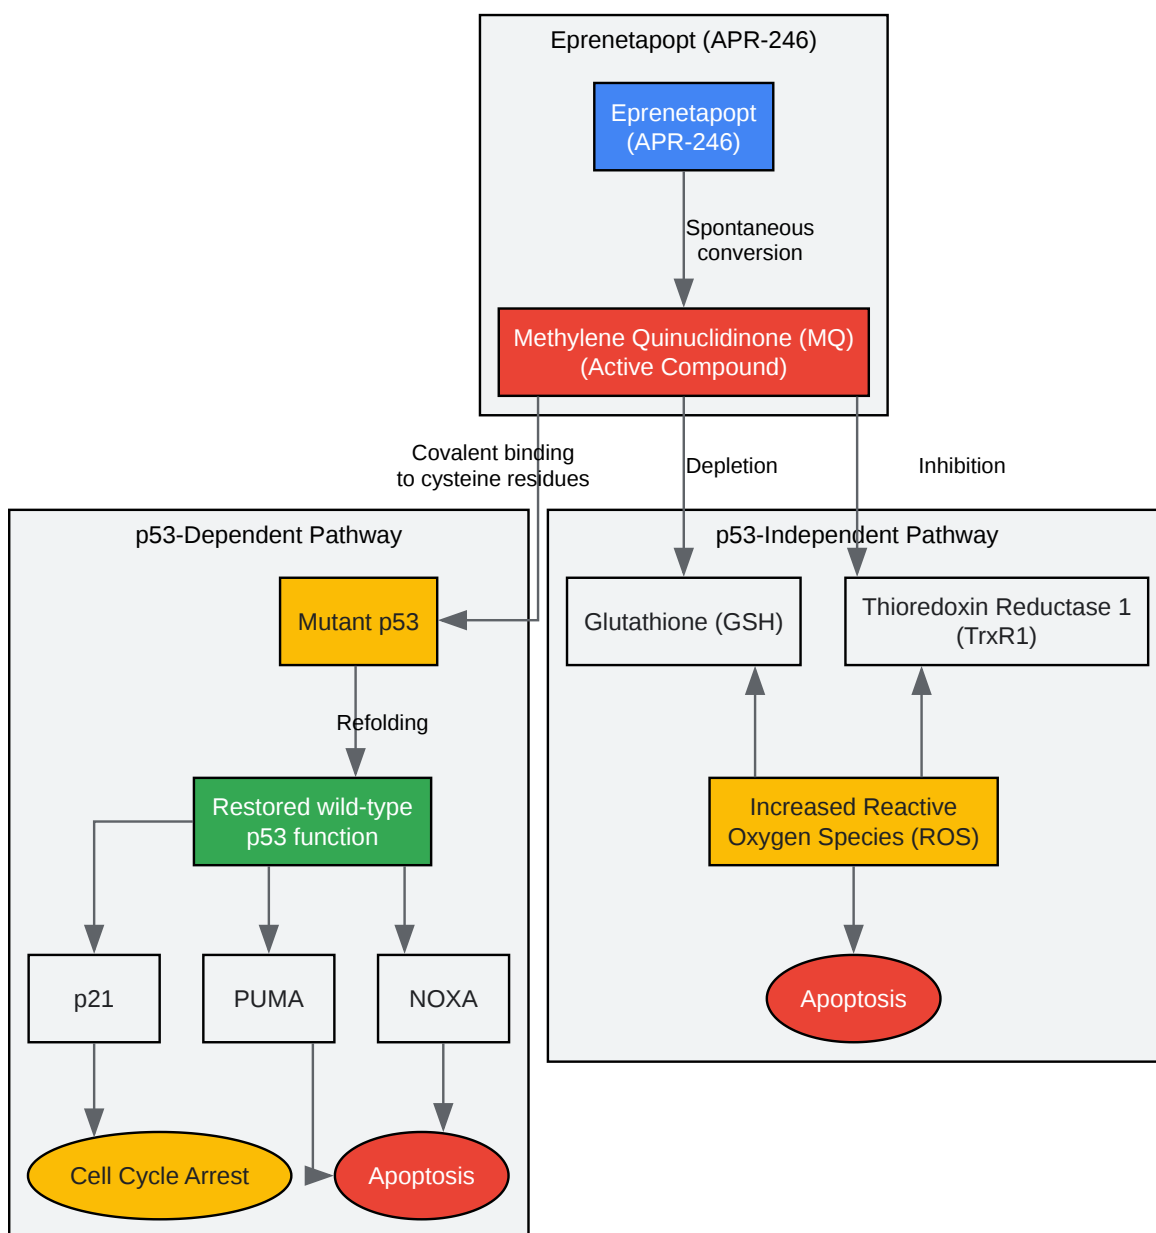 Eprenetapopt (APR-246)
Eprenetapopt
(APR-246)
Spontaneous
conversion
Methylene Quinuclidinone (MQ)
(Active Compound)
Covalent binding
to cysteine residues
Depletion
Inhibition
p53-Dependent Pathway
p53-Independent Pathway
Mutant p53
Glutathione (GSH)
Thioredoxin Reductase 1
(TrxR1)
Refolding
Restored wild-type
p53 function
Increased Reactive
Oxygen Species (ROS)
p21
PUMA
NOXA
Apoptosis
Cell Cycle Arrest
Apoptosis